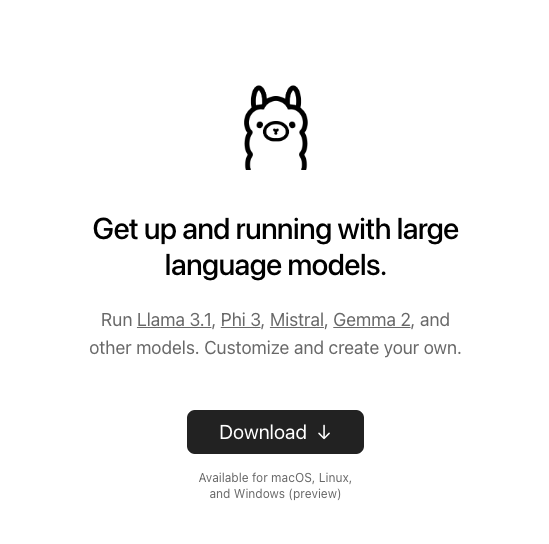 Get up and running with large
language models.
Run Llama 3.1, Phi 3, Mistral, Gemma 2, and
other models. Customize and create your own.
Download ↓
Available for macOS, Linux,
and Windows (preview)